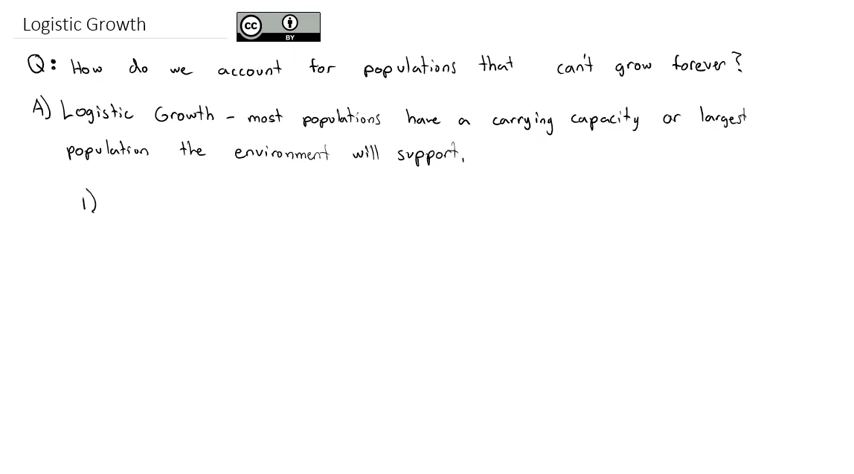 Logistic Growth
CC BY
Q: How do we account for populations that can't grow forever?
A) Logistic Growth - most populations have a carrying capacity or largest
population the environment will support.
1)